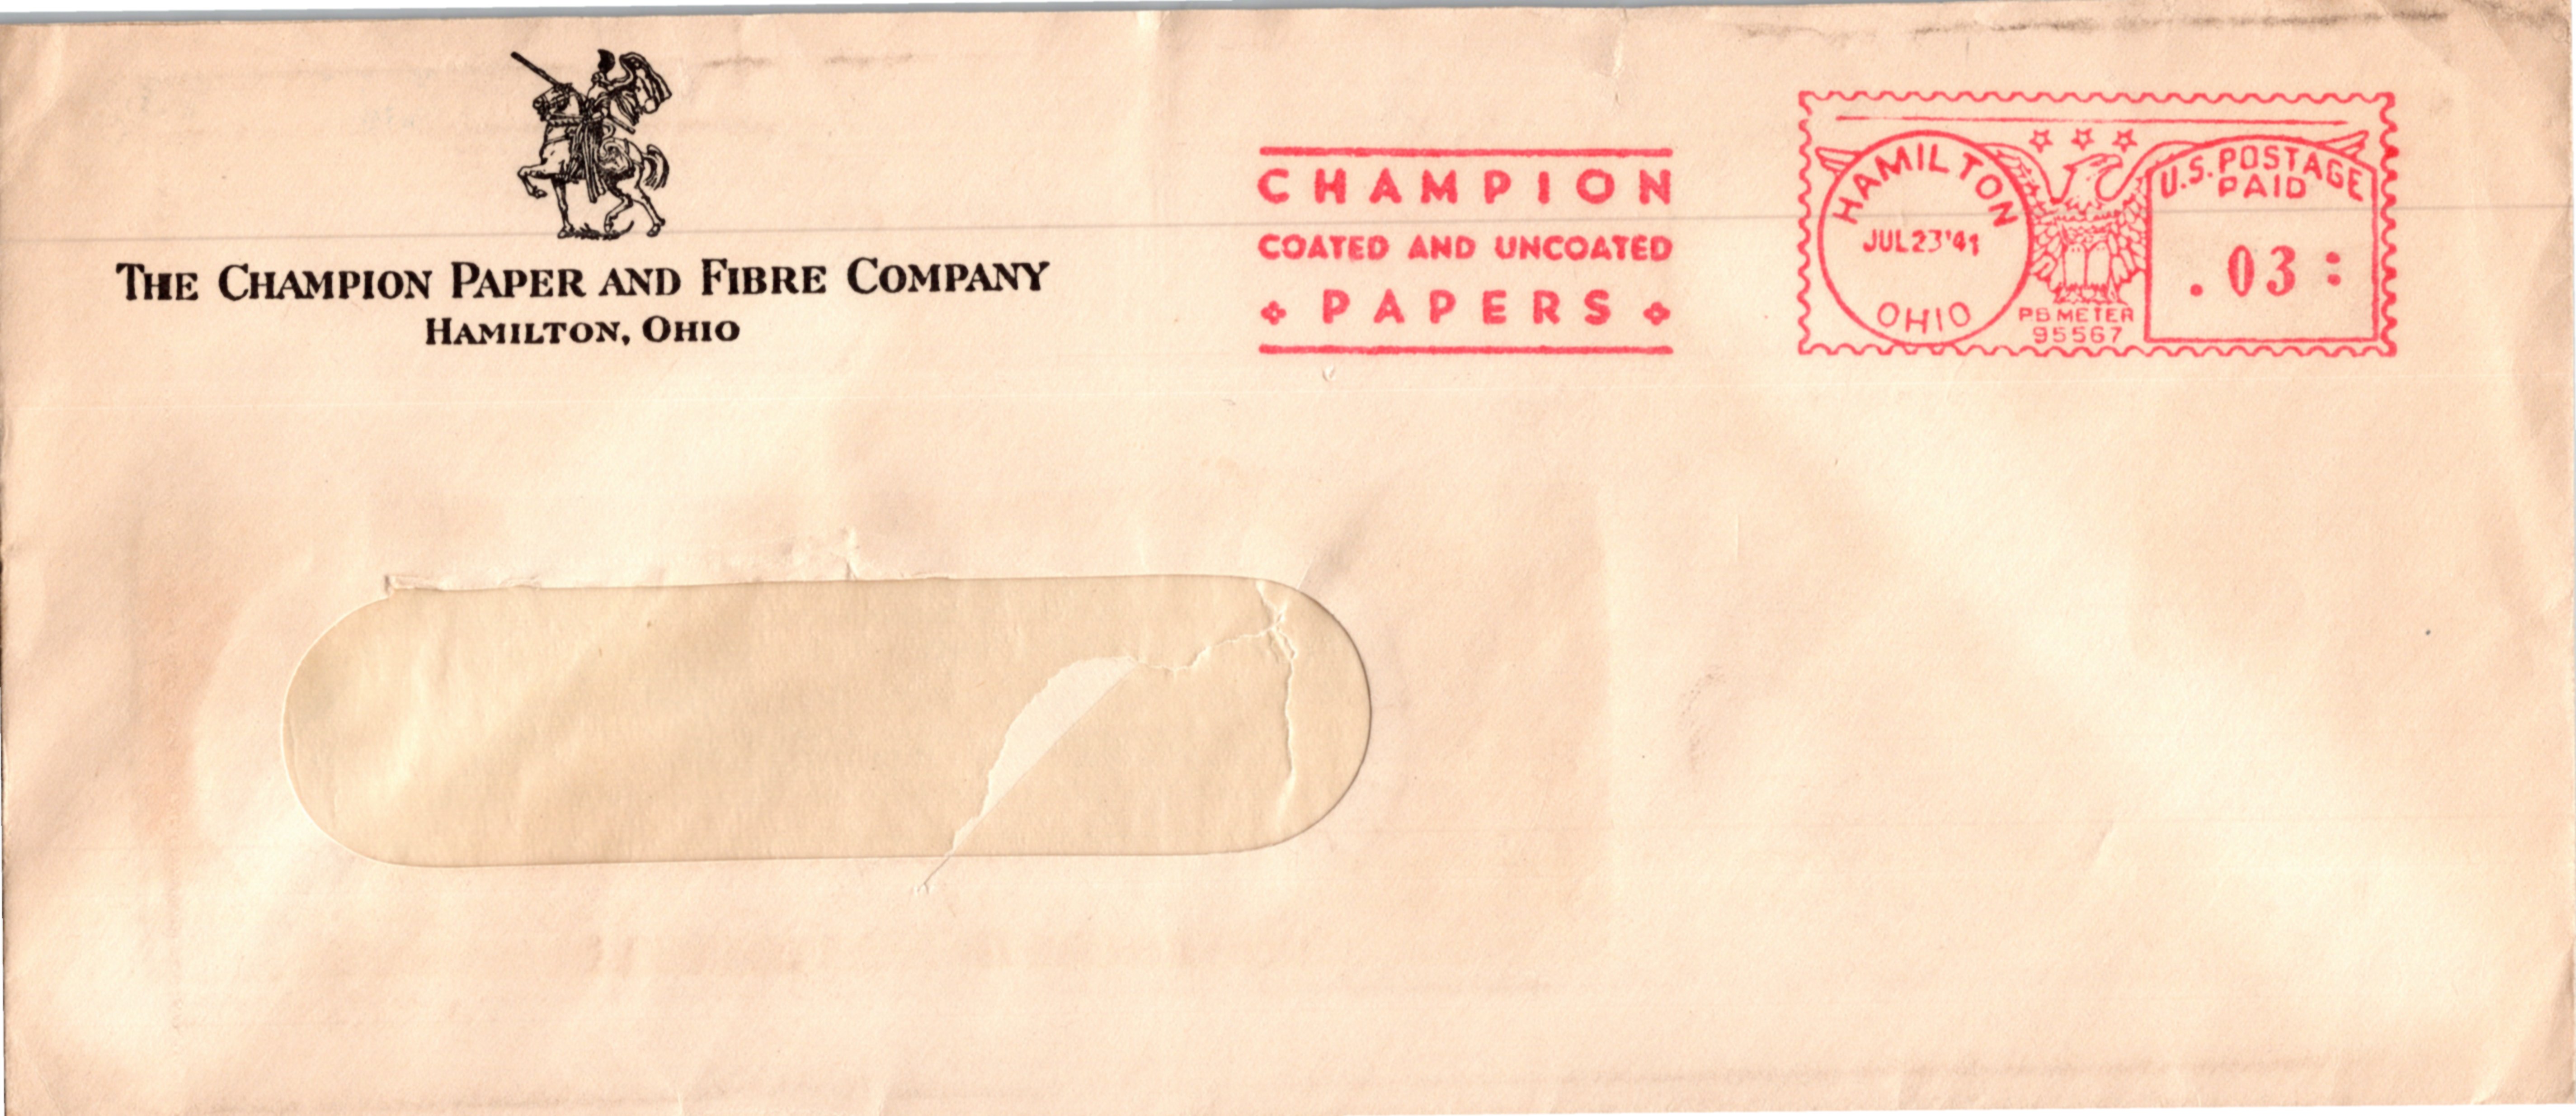 THE CHAMPION PAPER AND FIBRE COMPANY
HAMILTON, OHIO
CHAMPION
COATED AND UNCOATED
PAPERS
HAMILTON
JUL 23 '41
OHIO
PB METER
95567
U.S. POSTAGE
PAID
.03: